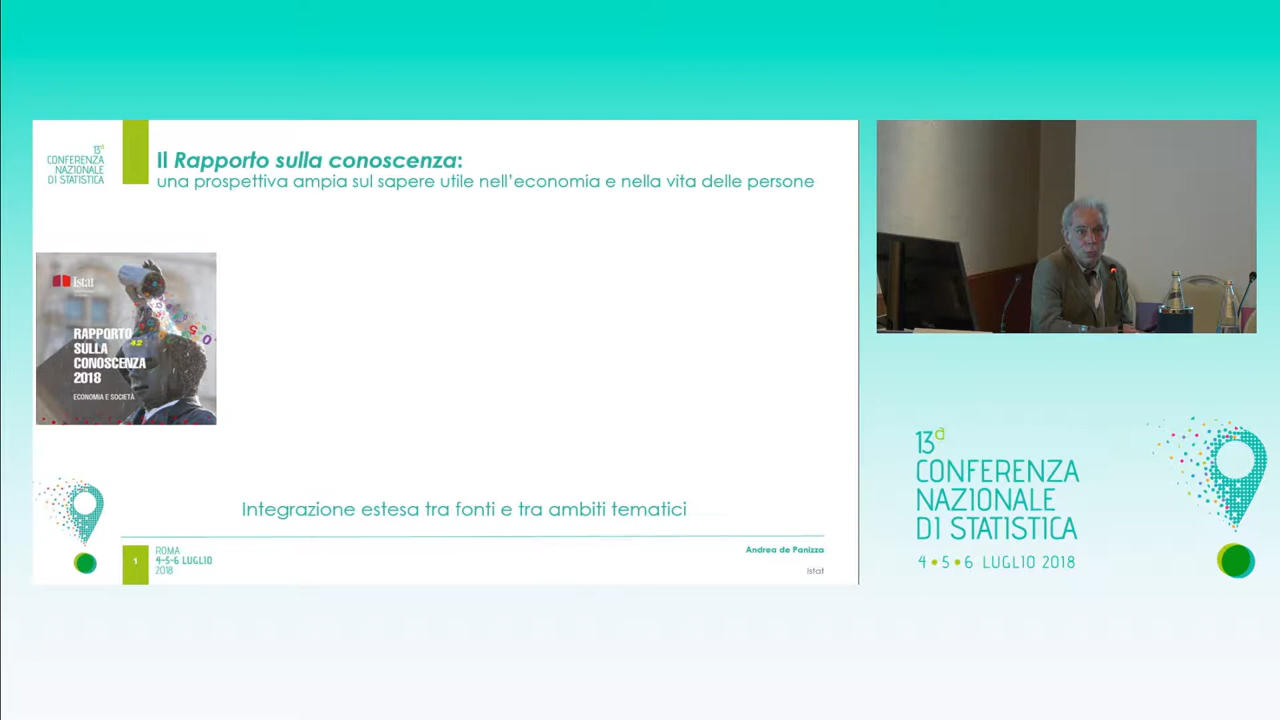 13ª
CONFERENZA
NAZIONALE
DI STATISTICA
Il Rapporto sulla conoscenza:
una prospettiva ampia sul sapere utile nell'economia e nella vita delle persone
Istat
RAPPORTO
SULLA
CONOSCENZA
2018
ECONOMIA E SOCIETÀ
Integrazione estesa tra fonti e tra ambiti tematici
1
ROMA
4-5-6 LUGLIO
2018
Andrea de Panizza
Istat
13ª
CONFERENZA
NAZIONALE
DI STATISTICA
4•5•6 LUGLIO 2018